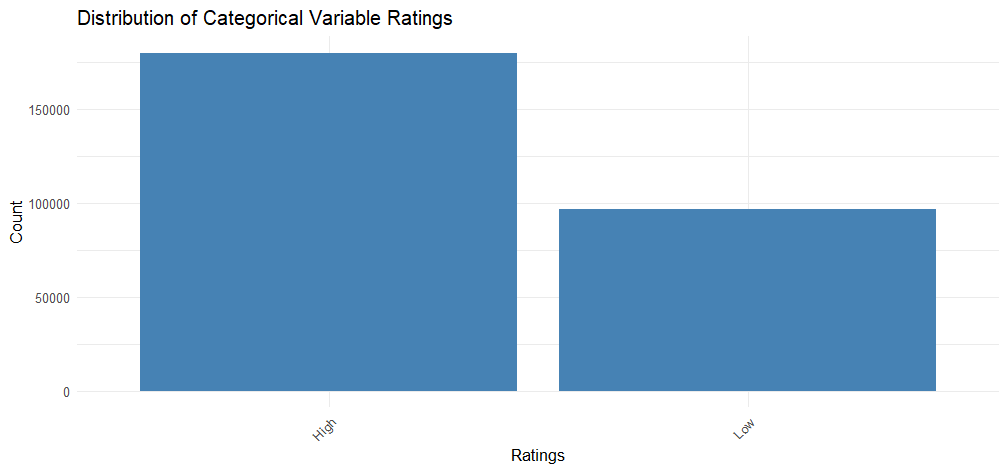 Distribution of Categorical Variable Ratings
Count
150000
100000
50000
0
High
Low
Ratings